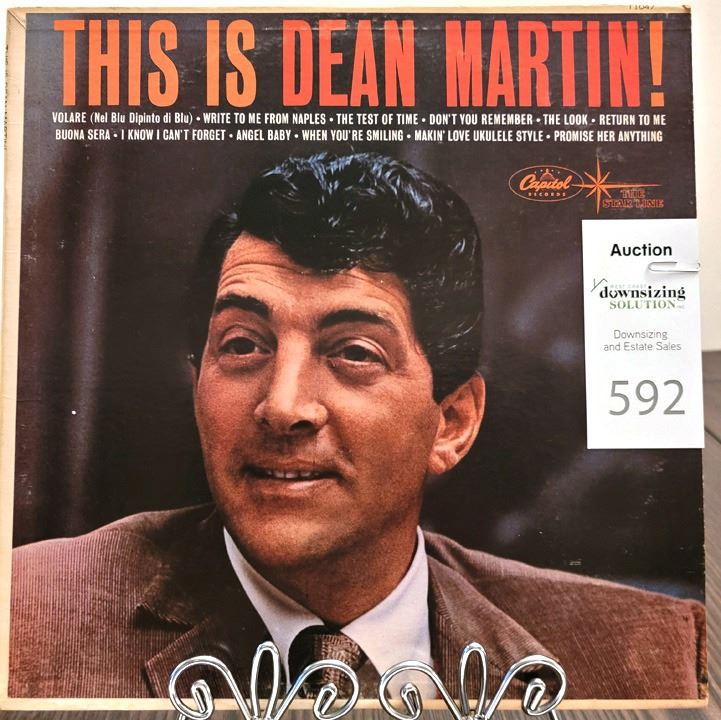 THIS IS DEAN MARTIN!
VOLARE (Nel Blu Dipinto di Blu) • WRITE TO ME FROM NAPLES • THE TEST OF TIME • DON'T YOU REMEMBER • THE LOOK • RETURN TO ME
BUONA SERA • I KNOW I CAN'T FORGET • ANGEL BABY • WHEN YOU'RE SMILING • MAKIN' LOVE UKULELE STYLE • PROMISE HER ANYTHING
Capitol
RECORDS
THE
STAR LINE
Auction
WEST COAST
downsizing
SOLUTION
Downsizing
and Estate Sales
592